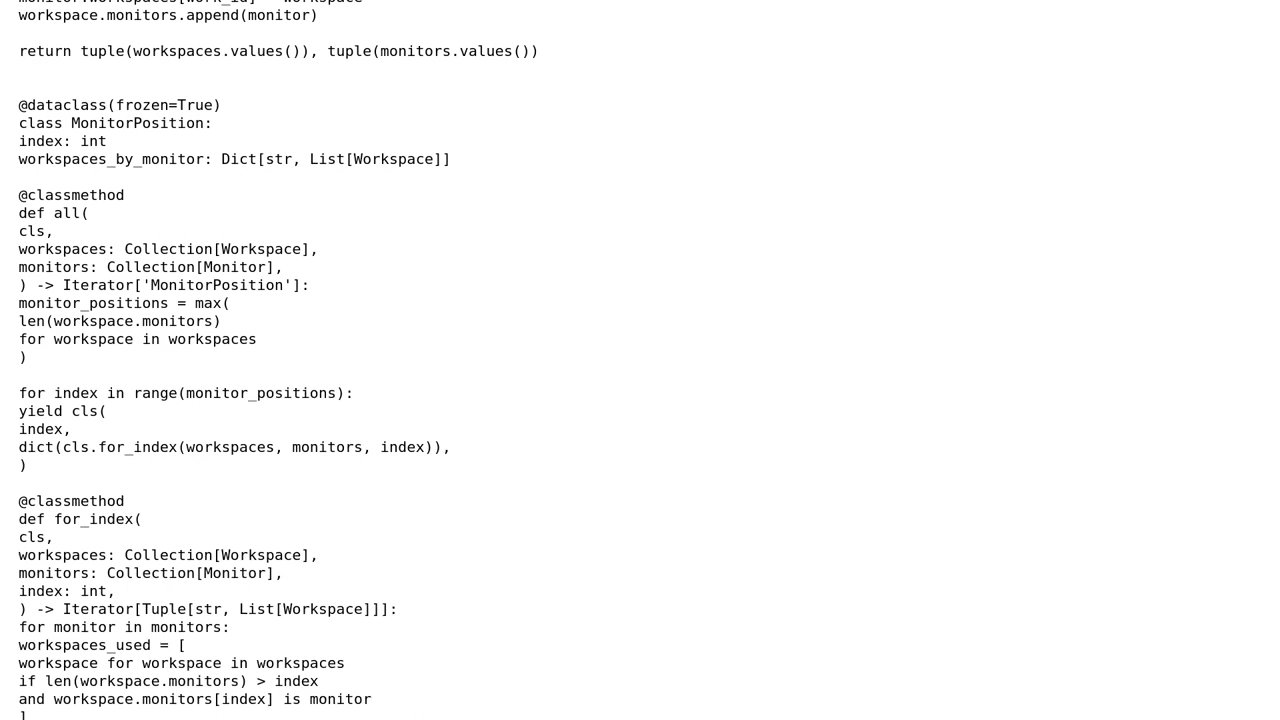 workspace.monitors.append(monitor)

return tuple(workspaces.values()), tuple(monitors.values())


@dataclass(frozen=True)
class MonitorPosition:
index: int
workspaces_by_monitor: Dict[str, List[Workspace]]

@classmethod
def all(
cls,
workspaces: Collection[Workspace],
monitors: Collection[Monitor],
) -> Iterator['MonitorPosition']:
monitor_positions = max(
len(workspace.monitors)
for workspace in workspaces
)

for index in range(monitor_positions):
yield cls(
index,
dict(cls.for_index(workspaces, monitors, index)),
)

@classmethod
def for_index(
cls,
workspaces: Collection[Workspace],
monitors: Collection[Monitor],
index: int,
) -> Iterator[Tuple[str, List[Workspace]]]:
for monitor in monitors:
workspaces_used = [
workspace for workspace in workspaces
if len(workspace.monitors) > index
and workspace.monitors[index] is monitor
]